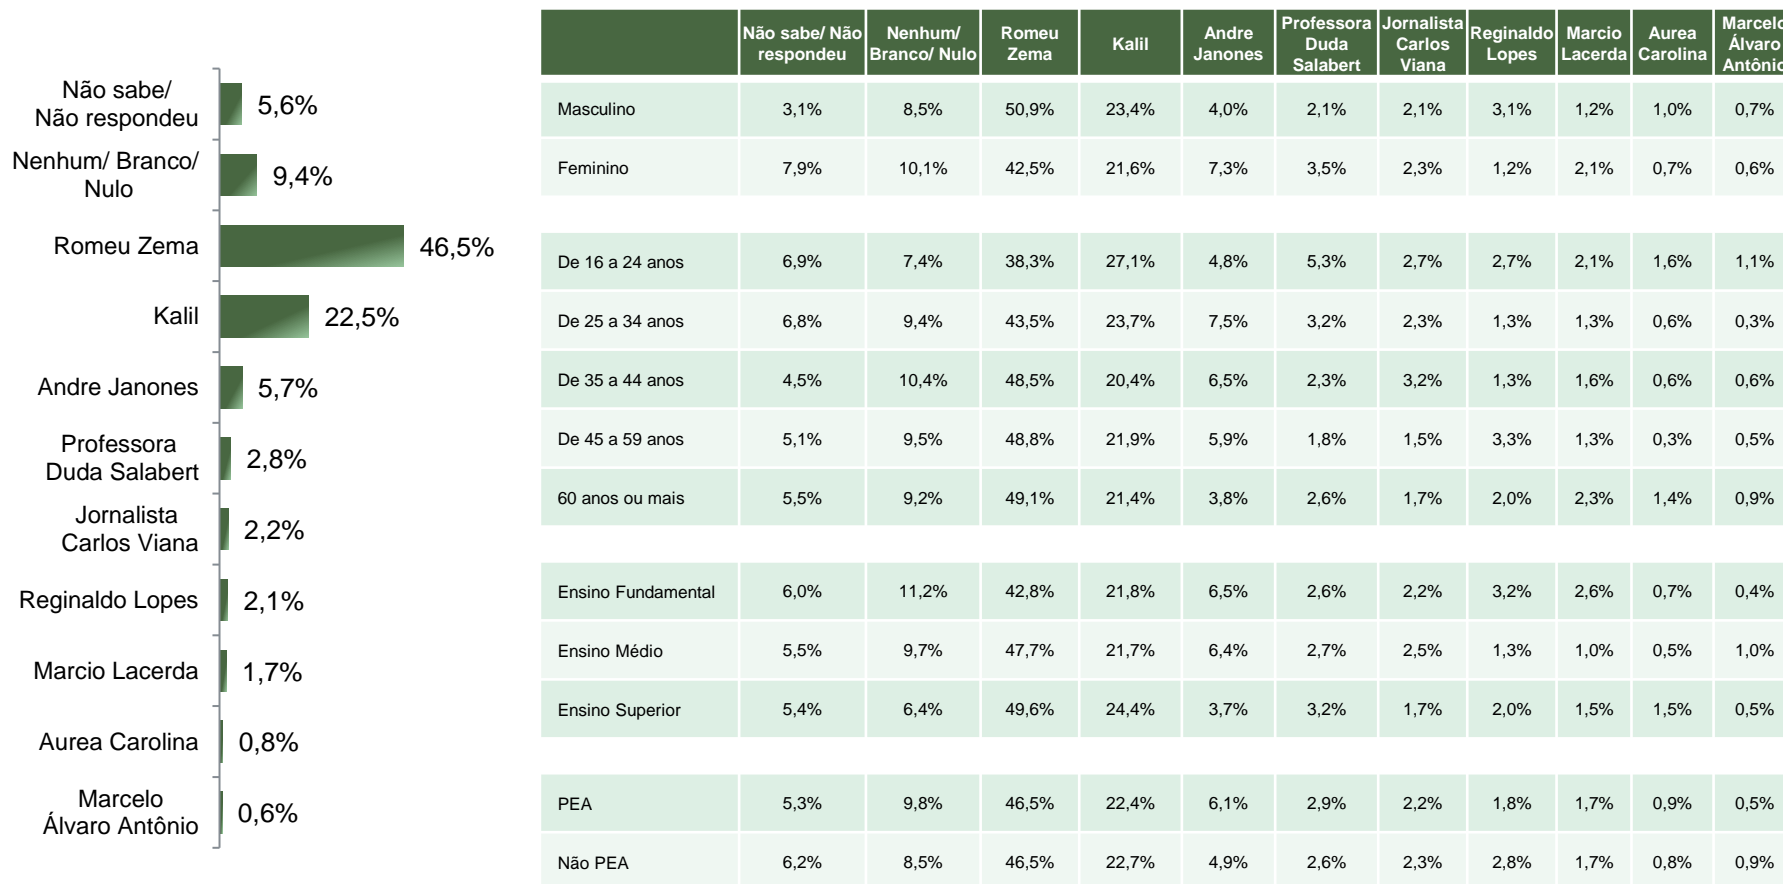 Não sabe/
Não respondeu
5,6%
Nenhum/ Branco/
Nulo
9,4%
Romeu Zema
46,5%
Kalil
22,5%
Andre Janones
5,7%
Professora
Duda Salabert
2,8%
Jornalista
Carlos Viana
2,2%
Reginaldo Lopes
2,1%
Marcio Lacerda
1,7%
Aurea Carolina
0,8%
Marcelo
Álvaro Antônio
0,6%
Não sabe/ Não
respondeu
Nenhum/
Branco/ Nulo
Romeu
Zema
Kalil
Andre
Janones
Professora
Duda
Salabert
Jornalista
Carlos
Viana
Reginaldo
Lopes
Marcio
Lacerda
Aurea
Carolina
Marcelo
Álvaro
Antônio
Masculino 3,1% 8,5% 50,9% 23,4% 4,0% 2,1% 2,1% 3,1% 1,2% 1,0% 0,7%
Feminino 7,9% 10,1% 42,5% 21,6% 7,3% 3,5% 2,3% 1,2% 2,1% 0,7% 0,6%
De 16 a 24 anos 6,9% 7,4% 38,3% 27,1% 4,8% 5,3% 2,7% 2,7% 2,1% 1,6% 1,1%
De 25 a 34 anos 6,8% 9,4% 43,5% 23,7% 7,5% 3,2% 2,3% 1,3% 1,3% 0,6% 0,3%
De 35 a 44 anos 4,5% 10,4% 48,5% 20,4% 6,5% 2,3% 3,2% 1,3% 1,6% 0,6% 0,6%
De 45 a 59 anos 5,1% 9,5% 48,8% 21,9% 5,9% 1,8% 1,5% 3,3% 1,3% 0,3% 0,5%
60 anos ou mais 5,5% 9,2% 49,1% 21,4% 3,8% 2,6% 1,7% 2,0% 2,3% 1,4% 0,9%
Ensino Fundamental 6,0% 11,2% 42,8% 21,8% 6,5% 2,6% 2,2% 3,2% 2,6% 0,7% 0,4%
Ensino Médio 5,5% 9,7% 47,7% 21,7% 6,4% 2,7% 2,5% 1,3% 1,0% 0,5% 1,0%
Ensino Superior 5,4% 6,4% 49,6% 24,4% 3,7% 3,2% 1,7% 2,0% 1,5% 1,5% 0,5%
PEA 5,3% 9,8% 46,5% 22,4% 6,1% 2,9% 2,2% 1,8% 1,7% 0,9% 0,5%
Não PEA 6,2% 8,5% 46,5% 22,7% 4,9% 2,6% 2,3% 2,8% 1,7% 0,8% 0,9%